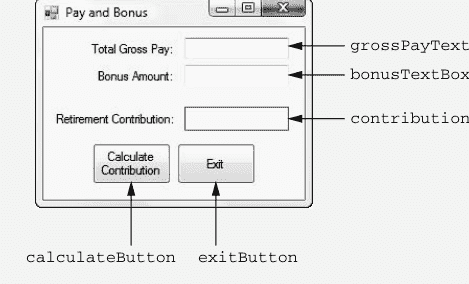 Pay and Bonus
Total Gross Pay:
grossPayText
Bonus Amount:
bonusTextBox
Retirement Contribution:
contribution
Calculate
Contribution
Exit
calculateButton
exitButton